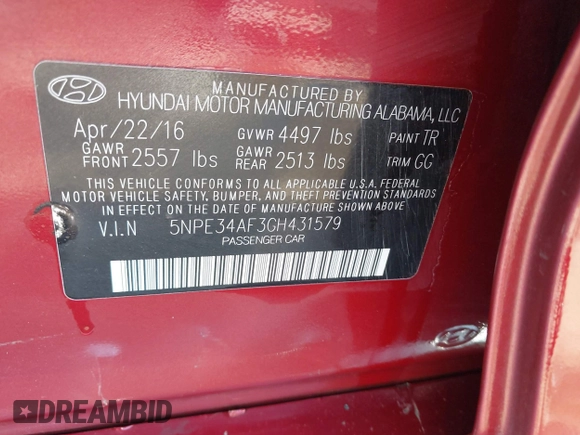 MANUFACTURED BY
HYUNDAI MOTOR MANUFACTURING ALABAMA, LLC
Apr/22/16 GVWR 4497 lbs PAINT TR
GAWR FRONT 2557 lbs GAWR REAR 2513 lbs TRIM GG
THIS VEHICLE CONFORMS TO ALL APPLICABLE U.S.A. FEDERAL
MOTOR VEHICLE SAFETY, BUMPER, AND THEFT PREVENTION STANDARDS
IN EFFECT ON THE DATE OF MANUFACTURE SHOWN ABOVE.
V.I.N 5NPE34AF3GH431579
PASSENGER CAR
DREAMBID